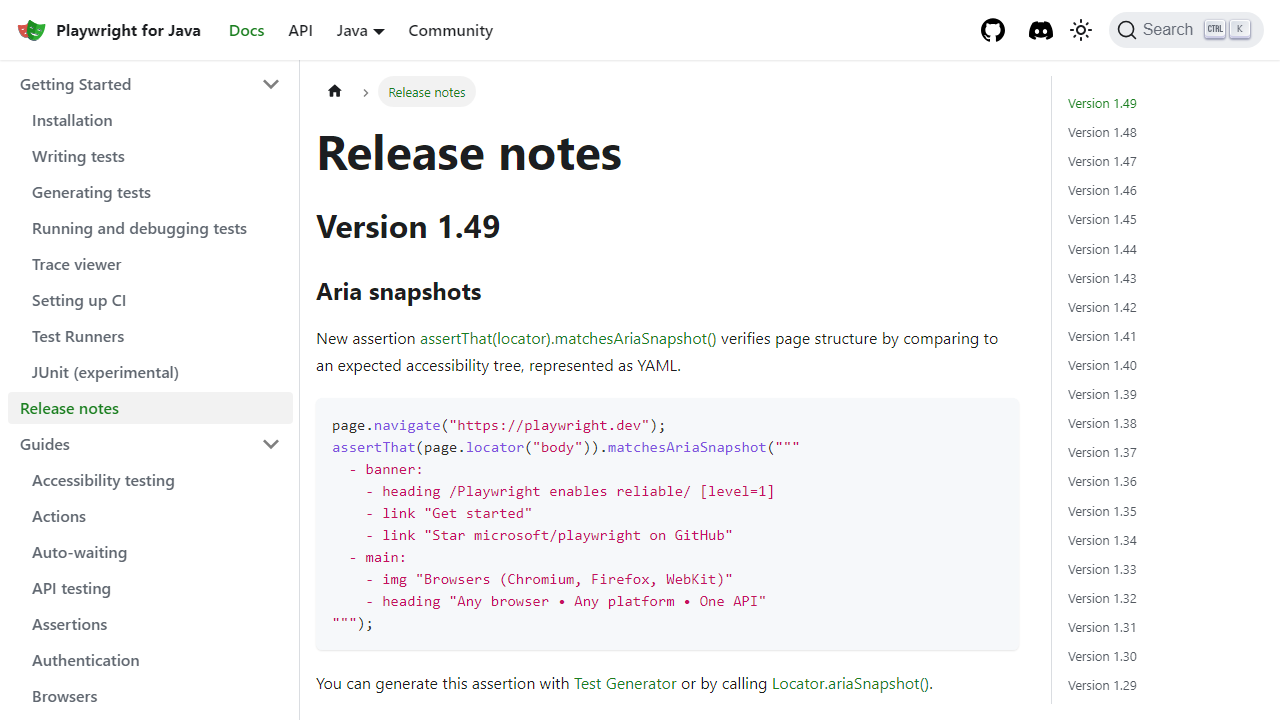 Playwright for Java
Docs
API
Java
Community
Search
CTRL
K
Getting Started
Installation
Writing tests
Generating tests
Running and debugging tests
Trace viewer
Setting up CI
Test Runners
JUnit (experimental)
Release notes
Guides
Accessibility testing
Actions
Auto-waiting
API testing
Assertions
Authentication
Browsers
Release notes
Release notes
Version 1.49
Aria snapshots
New assertion assertThat(locator).matchesAriaSnapshot() verifies page structure by comparing to
an expected accessibility tree, represented as YAML.
page.navigate("https://playwright.dev");
assertThat(page.locator("body")).matchesAriaSnapshot("""
  - banner:
    - heading /Playwright enables reliable/ [level=1]
    - link "Get started"
    - link "Star microsoft/playwright on GitHub"
  - main:
    - img "Browsers (Chromium, Firefox, WebKit)"
    - heading "Any browser • Any platform • One API"
""");
You can generate this assertion with Test Generator or by calling Locator.ariaSnapshot().
Version 1.49
Version 1.48
Version 1.47
Version 1.46
Version 1.45
Version 1.44
Version 1.43
Version 1.42
Version 1.41
Version 1.40
Version 1.39
Version 1.38
Version 1.37
Version 1.36
Version 1.35
Version 1.34
Version 1.33
Version 1.32
Version 1.31
Version 1.30
Version 1.29